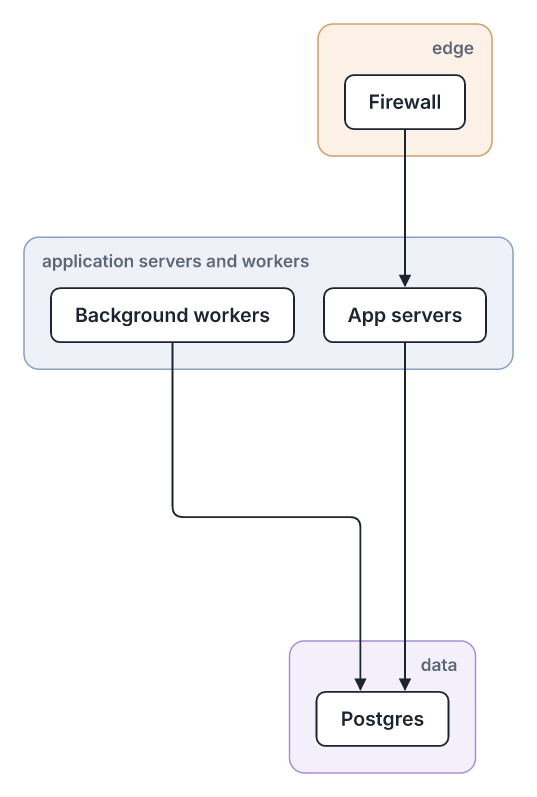 edge
Firewall
application servers and workers
Background workers
App servers
data
Postgres